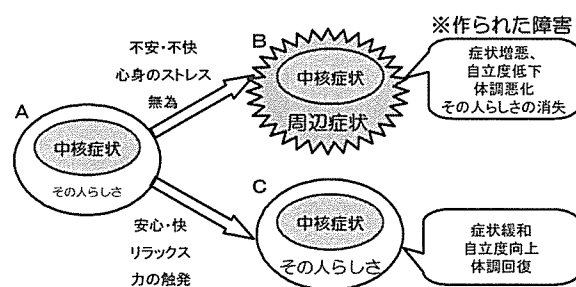 ※作られた障害
不安・不快
心身のストレス
無為
B
中核症状
周辺症状
症状増悪、
自立度低下
体調悪化
その人らしさの消失
A
中核症状
その人らしさ
安心・快
リラックス
力の触発
C
中核症状
その人らしさ
症状緩和
自立度向上
体調回復